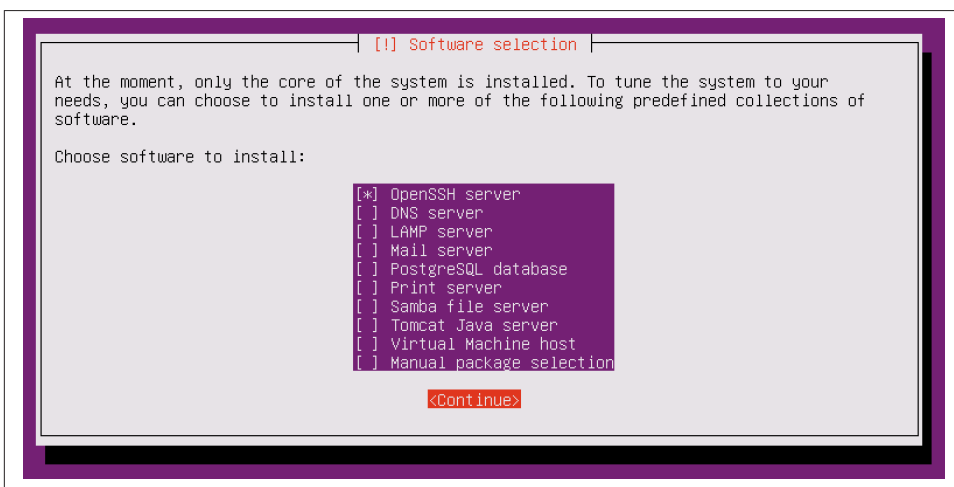 [!] Software selection
At the moment, only the core of the system is installed. To tune the system to your
needs, you can choose to install one or more of the following predefined collections of
software.
Choose software to install:
[*] OpenSSH server
[ ] DNS server
[ ] LAMP server
[ ] Mail server
[ ] PostgreSQL database
[ ] Print server
[ ] Samba file server
[ ] Tomcat Java server
[ ] Virtual Machine host
[ ] Manual package selection
<Continue>